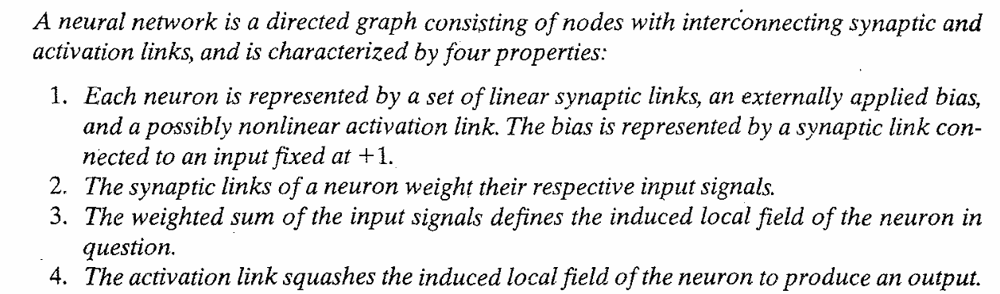 A neural network is a directed graph consisting of nodes with interconnecting synaptic and
activation links, and is characterized by four properties:
1. Each neuron is represented by a set of linear synaptic links, an externally applied bias,
and a possibly nonlinear activation link. The bias is represented by a synaptic link con-
nected to an input fixed at +1.
2. The synaptic links of a neuron weight their respective input signals.
3. The weighted sum of the input signals defines the induced local field of the neuron in
question.
4. The activation link squashes the induced local field of the neuron to produce an output.